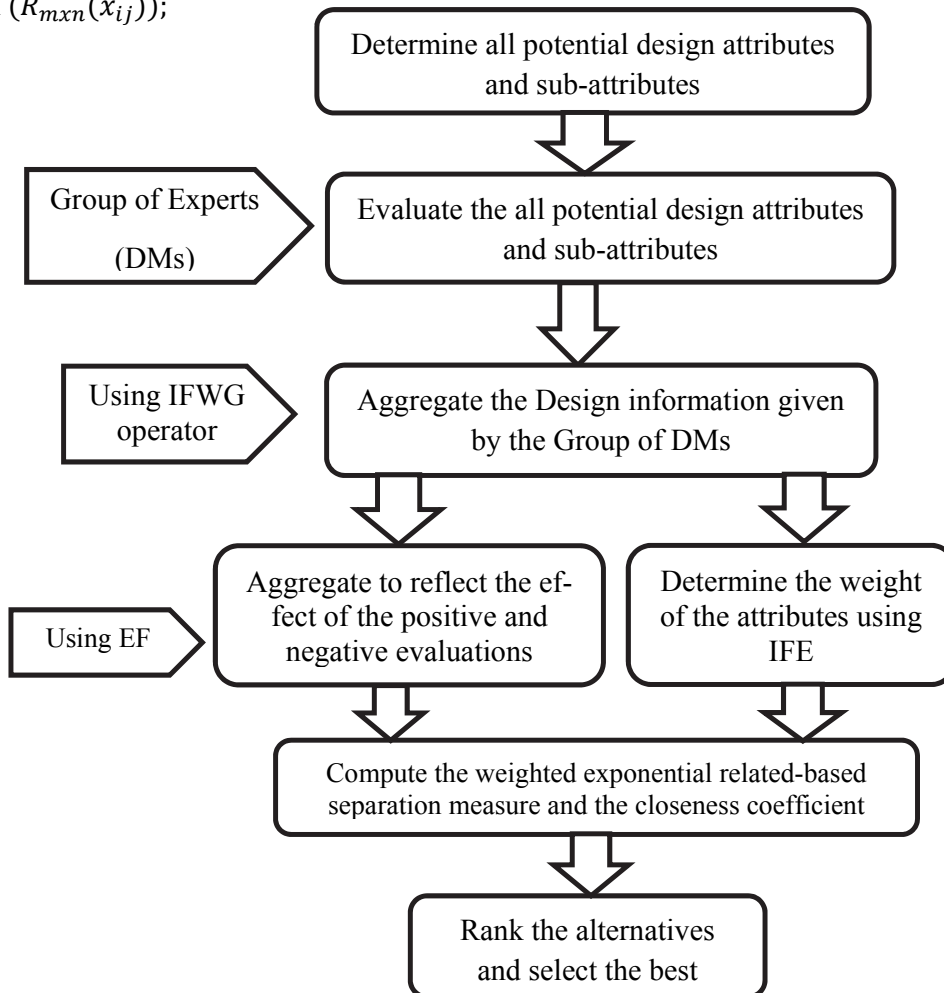 (R_{mxn}(x_{ij}));
Determine all potential design attributes
and sub-attributes
Group of Experts
(DMs)
Evaluate the all potential design attributes
and sub-attributes
Using IFWG
operator
Aggregate the Design information given
by the Group of DMs
Using EF
Aggregate to reflect the ef-
fect of the positive and
negative evaluations
Determine the weight
of the attributes using
IFE
Compute the weighted exponential related-based
separation measure and the closeness coefficient
Rank the alternatives
and select the best